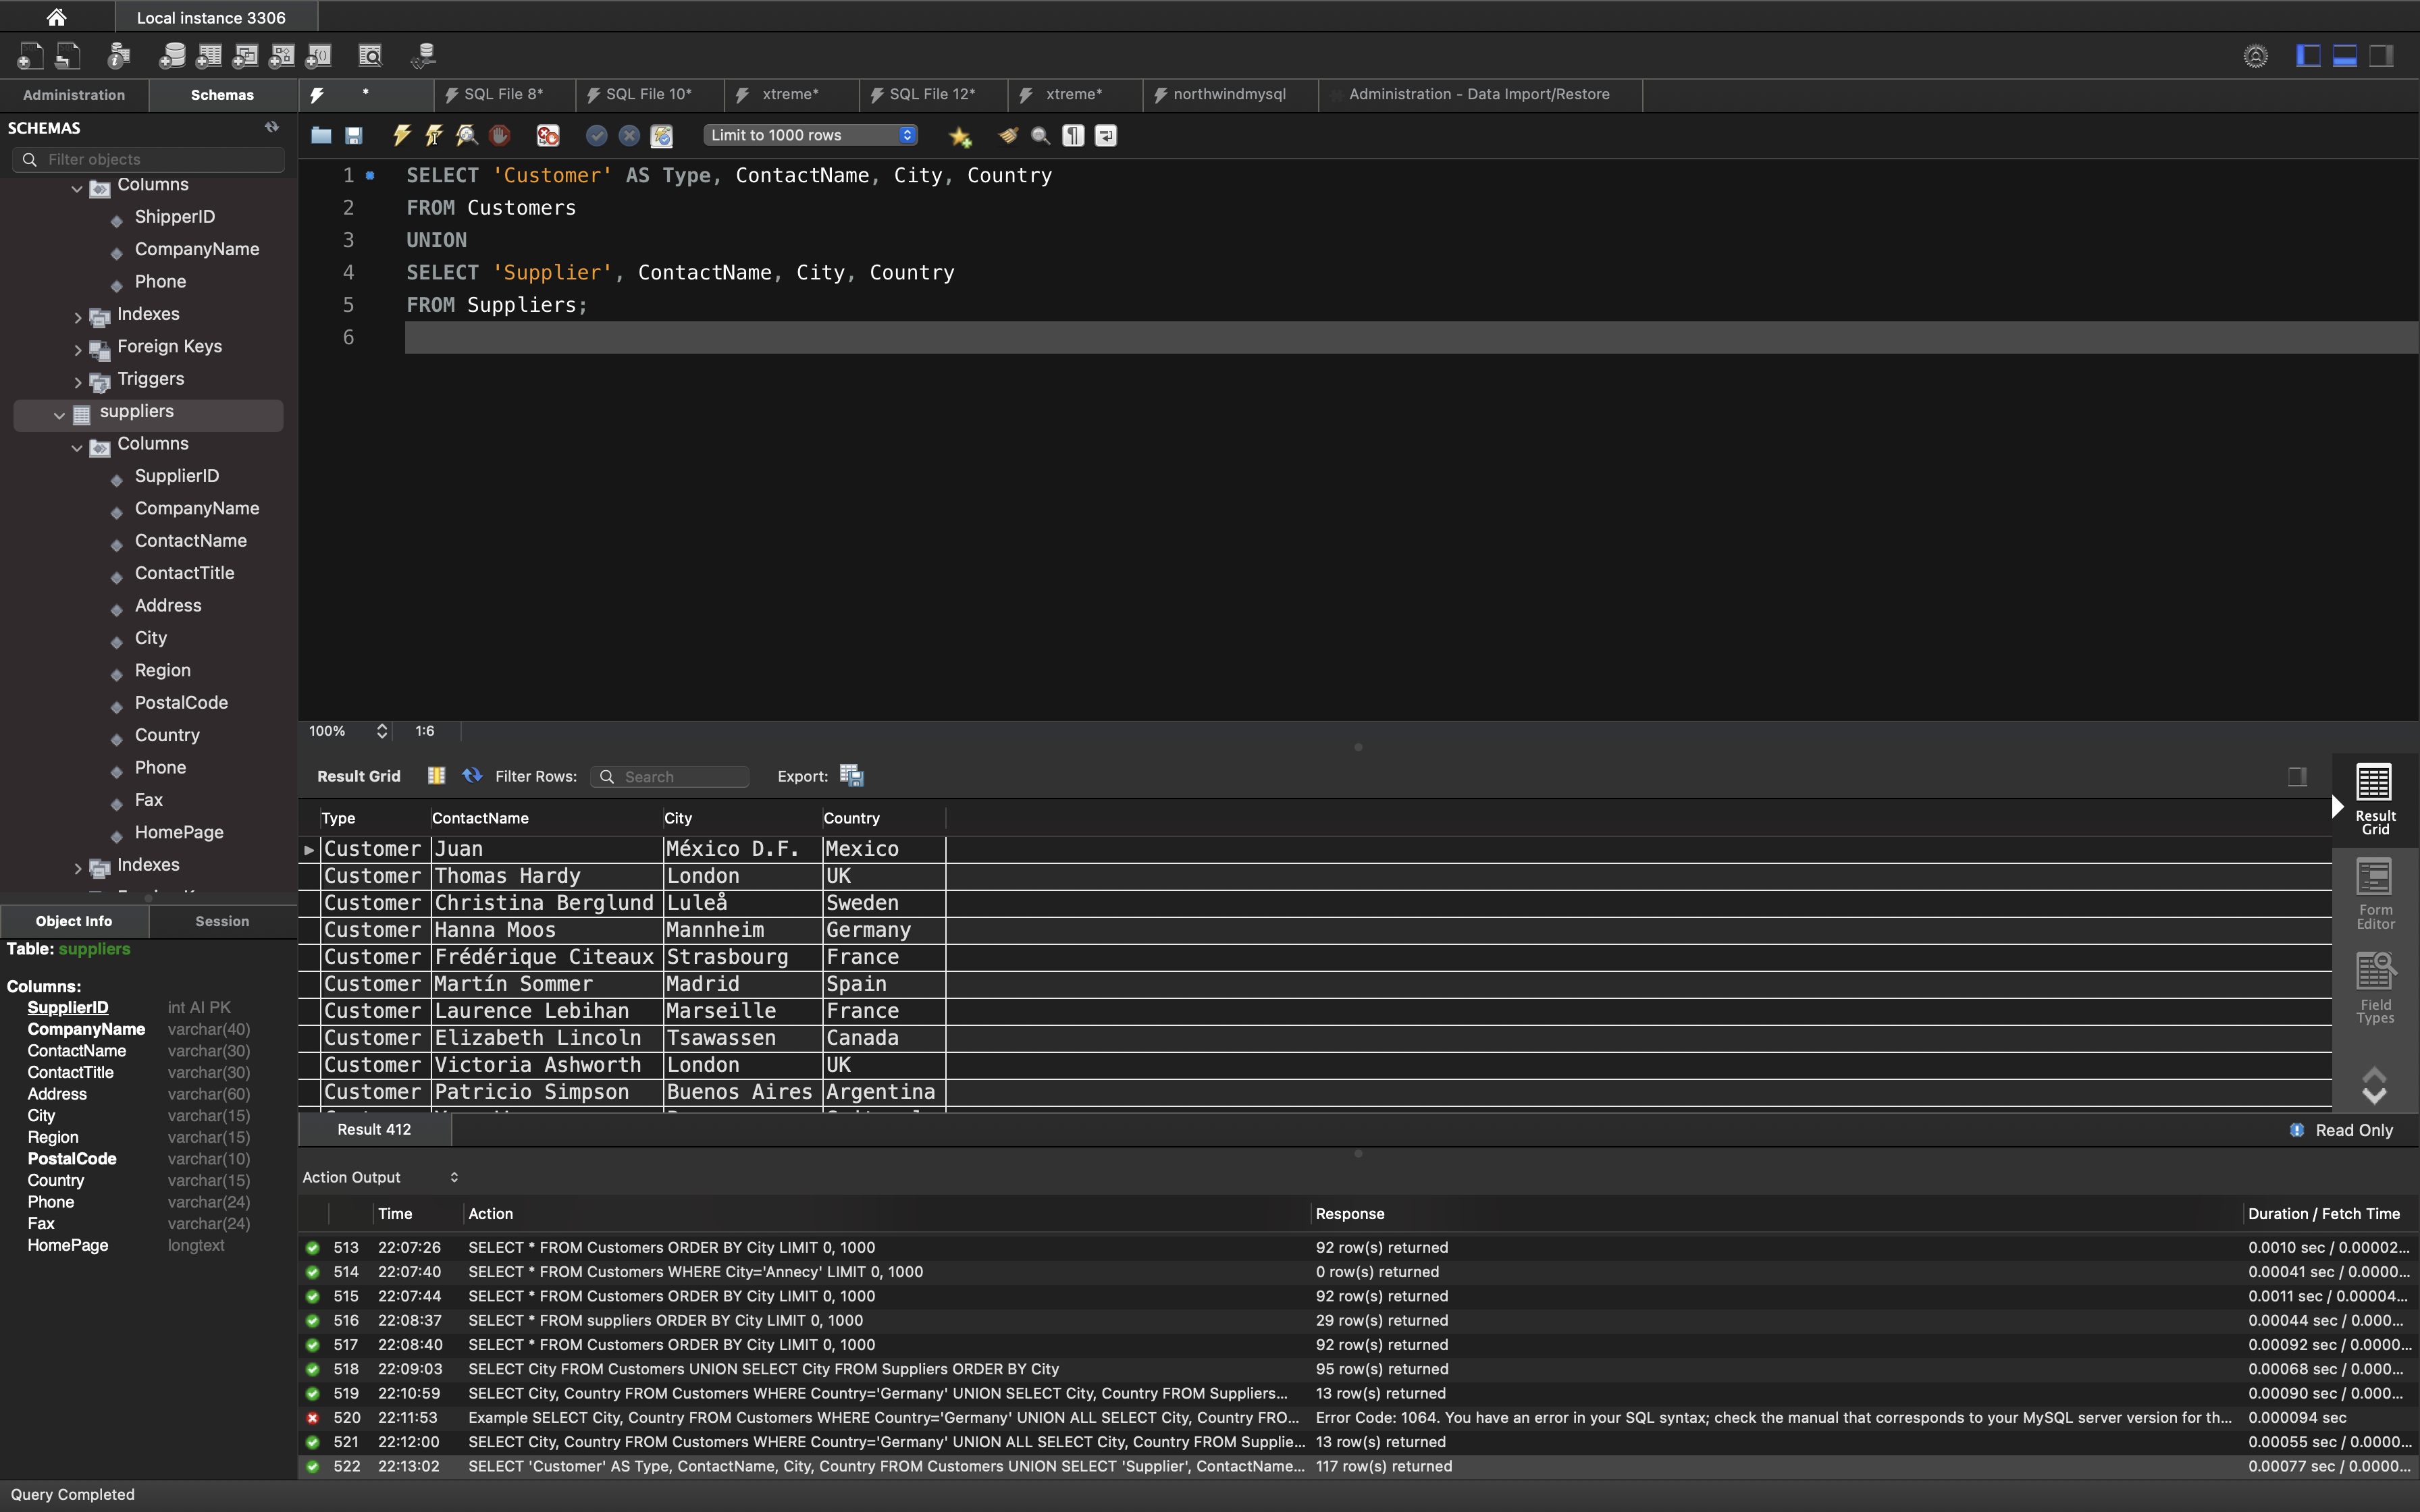 Local instance 3306
Administration
Schemas
*
SQL File 8*
SQL File 10*
xtreme*
SQL File 12*
xtreme*
northwindmysql
Administration - Data Import/Restore
SCHEMAS
Filter objects
Columns
ShipperID
CompanyName
Phone
Indexes
Foreign Keys
Triggers
suppliers
Columns
SupplierID
CompanyName
ContactName
ContactTitle
Address
City
Region
PostalCode
Country
Phone
Fax
HomePage
Indexes
Object Info
Session
Table: suppliers
Columns:
SupplierID int AI PK
CompanyName varchar(40)
ContactName varchar(30)
ContactTitle varchar(30)
Address varchar(60)
City varchar(15)
Region varchar(15)
PostalCode varchar(10)
Country varchar(15)
Phone varchar(24)
Fax varchar(24)
HomePage longtext
Limit to 1000 rows
1 SELECT 'Customer' AS Type, ContactName, City, Country
2 FROM Customers
3 UNION
4 SELECT 'Supplier', ContactName, City, Country
5 FROM Suppliers;
6
100% 1:6
Result Grid Filter Rows: Search Export:
Type ContactName City Country
Customer Juan México D.F. Mexico
Customer Thomas Hardy London UK
Customer Christina Berglund Luleå Sweden
Customer Hanna Moos Mannheim Germany
Customer Frédérique Citeaux Strasbourg France
Customer Martín Sommer Madrid Spain
Customer Laurence Lebihan Marseille France
Customer Elizabeth Lincoln Tsawassen Canada
Customer Victoria Ashworth London UK
Customer Patricio Simpson Buenos Aires Argentina
Result
Grid
Form
Editor
Field
Types
Result 412
Read Only
Action Output
Time Action Response Duration / Fetch Time
513 22:07:26 SELECT * FROM Customers ORDER BY City LIMIT 0, 1000 92 row(s) returned 0.0010 sec / 0.00002...
514 22:07:40 SELECT * FROM Customers WHERE City='Annecy' LIMIT 0, 1000 0 row(s) returned 0.00041 sec / 0.0000...
515 22:07:44 SELECT * FROM Customers ORDER BY City LIMIT 0, 1000 92 row(s) returned 0.0011 sec / 0.00004...
516 22:08:37 SELECT * FROM suppliers ORDER BY City LIMIT 0, 1000 29 row(s) returned 0.00044 sec / 0.000...
517 22:08:40 SELECT * FROM Customers ORDER BY City LIMIT 0, 1000 92 row(s) returned 0.00092 sec / 0.0000...
518 22:09:03 SELECT City FROM Customers UNION SELECT City FROM Suppliers ORDER BY City 95 row(s) returned 0.00068 sec / 0.000...
519 22:10:59 SELECT City, Country FROM Customers WHERE Country='Germany' UNION SELECT City, Country FROM Suppliers... 13 row(s) returned 0.00090 sec / 0.000...
520 22:11:53 Example SELECT City, Country FROM Customers WHERE Country='Germany' UNION ALL SELECT City, Country FRO... Error Code: 1064. You have an error in your SQL syntax; check the manual that corresponds to your MySQL server version for th... 0.000094 sec
521 22:12:00 SELECT City, Country FROM Customers WHERE Country='Germany' UNION ALL SELECT City, Country FROM Supplie... 13 row(s) returned 0.00055 sec / 0.0000...
522 22:13:02 SELECT 'Customer' AS Type, ContactName, City, Country FROM Customers UNION SELECT 'Supplier', ContactName... 117 row(s) returned 0.00077 sec / 0.0000...
Query Completed